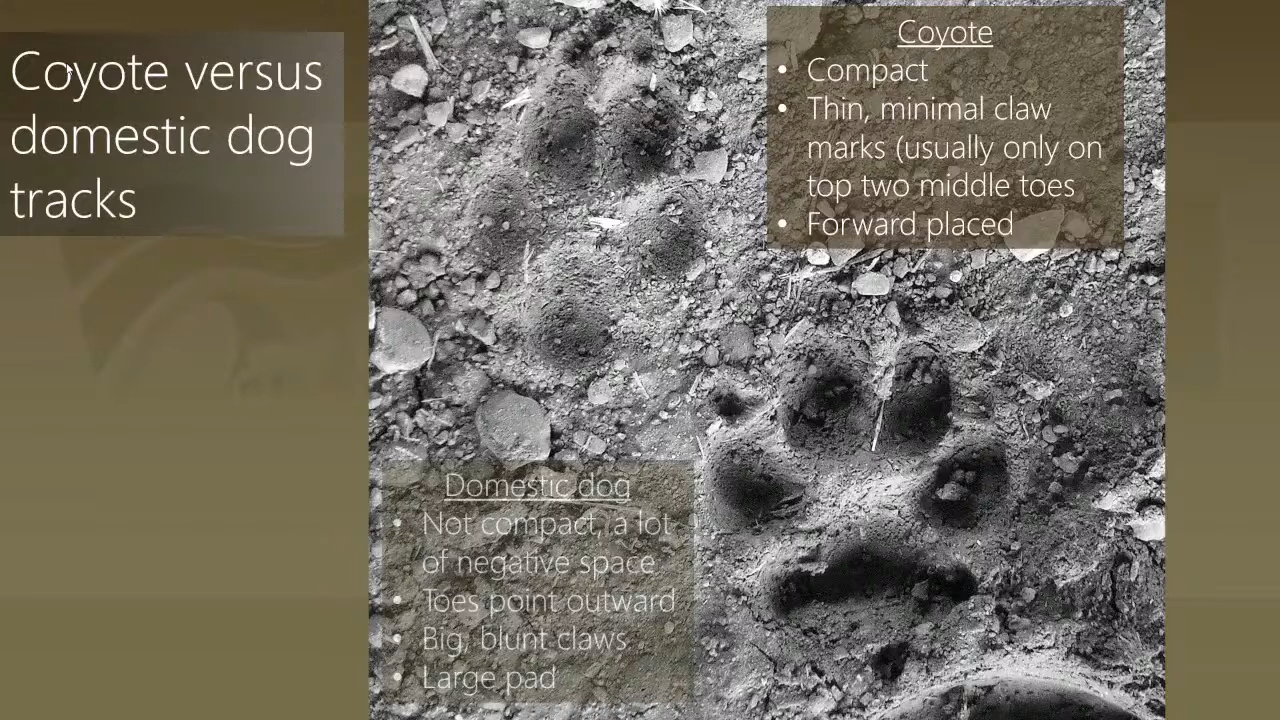 Coyote versus
domestic dog
tracks
Coyote
• Compact
• Thin, minimal claw
marks (usually only on
top two middle toes
• Forward placed
Domestic dog
• Not compact, a lot
of negative space
• Toes point outward
• Big, blunt claws
• Large pad